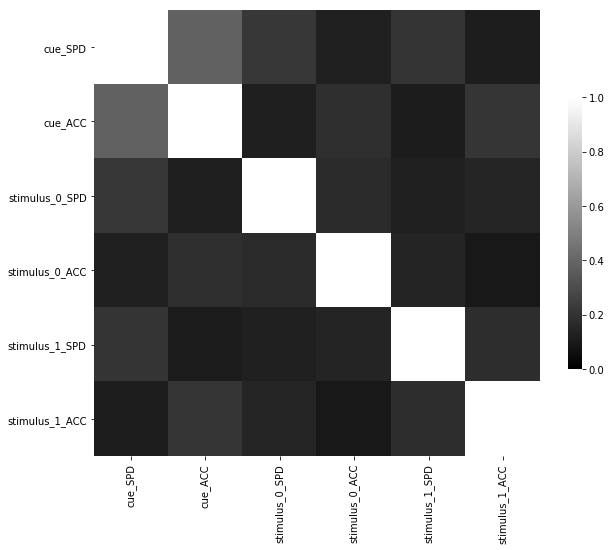 cue_SPD
cue_ACC
stimulus_0_SPD
stimulus_0_ACC
stimulus_1_SPD
stimulus_1_ACC
cue_SPD
cue_ACC
stimulus_0_SPD
stimulus_0_ACC
stimulus_1_SPD
stimulus_1_ACC
1.0
0.8
0.6
0.4
0.2
0.0